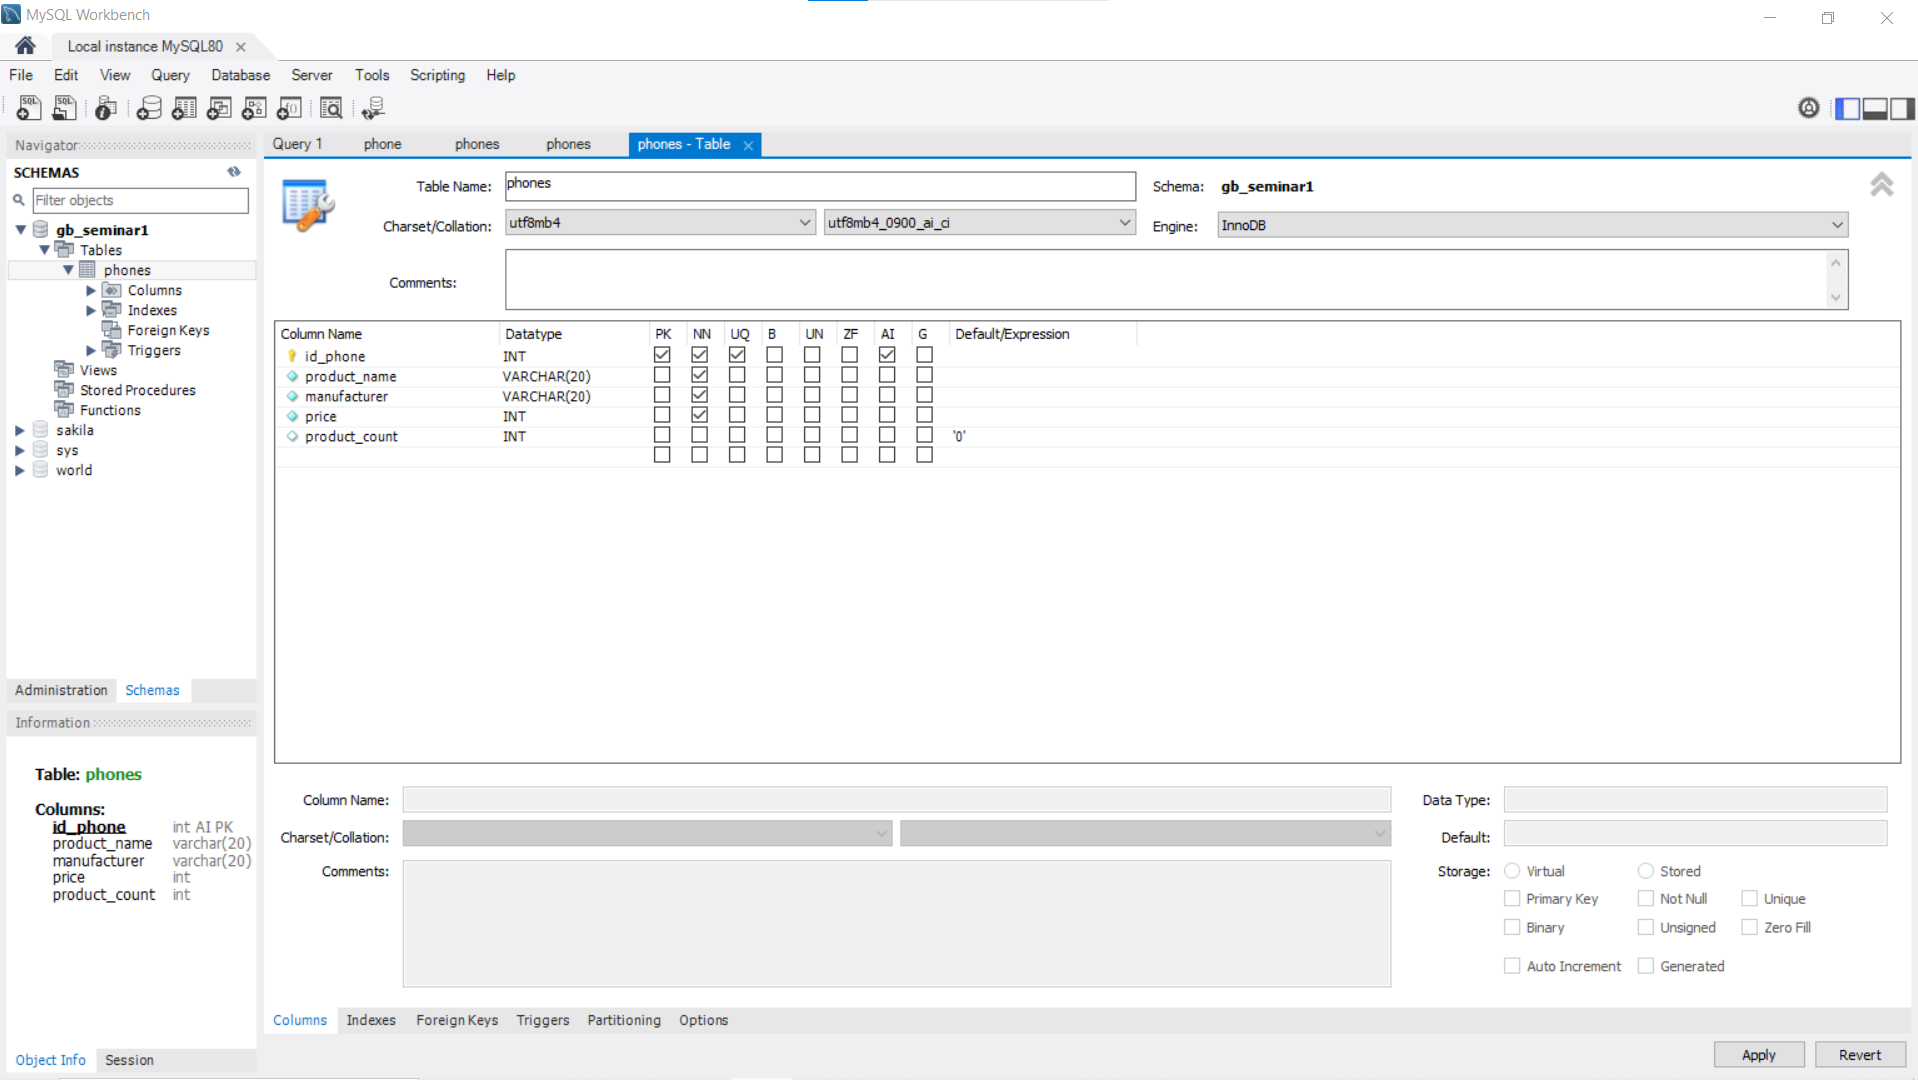 MySQL Workbench
Local instance MySQL80
File Edit View Query Database Server Tools Scripting Help
Navigator
SCHEMAS
Filter objects
gb_seminar1
Tables
phones
Columns
Indexes
Foreign Keys
Triggers
Views
Stored Procedures
Functions
sakila
sys
world
Administration Schemas
Information
Table: phones
Columns:
id_phone int AI PK
product_name varchar(20)
manufacturer varchar(20)
price int
product_count int
Object Info Session
Query 1 phone phones phones phones - Table
Table Name: phones Schema: gb_seminar1
Charset/Collation: utf8mb4 utf8mb4_0900_ai_ci Engine: InnoDB
Comments:
Column Name Datatype PK NN UQ B UN ZF AI G Default/Expression
id_phone INT
product_name VARCHAR(20)
manufacturer VARCHAR(20)
price INT
product_count INT '0'
Column Name: Data Type:
Charset/Collation: Default:
Comments: Storage: Virtual Stored
Primary Key Not Null Unique
Binary Unsigned Zero Fill
Auto Increment Generated
Columns Indexes Foreign Keys Triggers Partitioning Options
Apply Revert